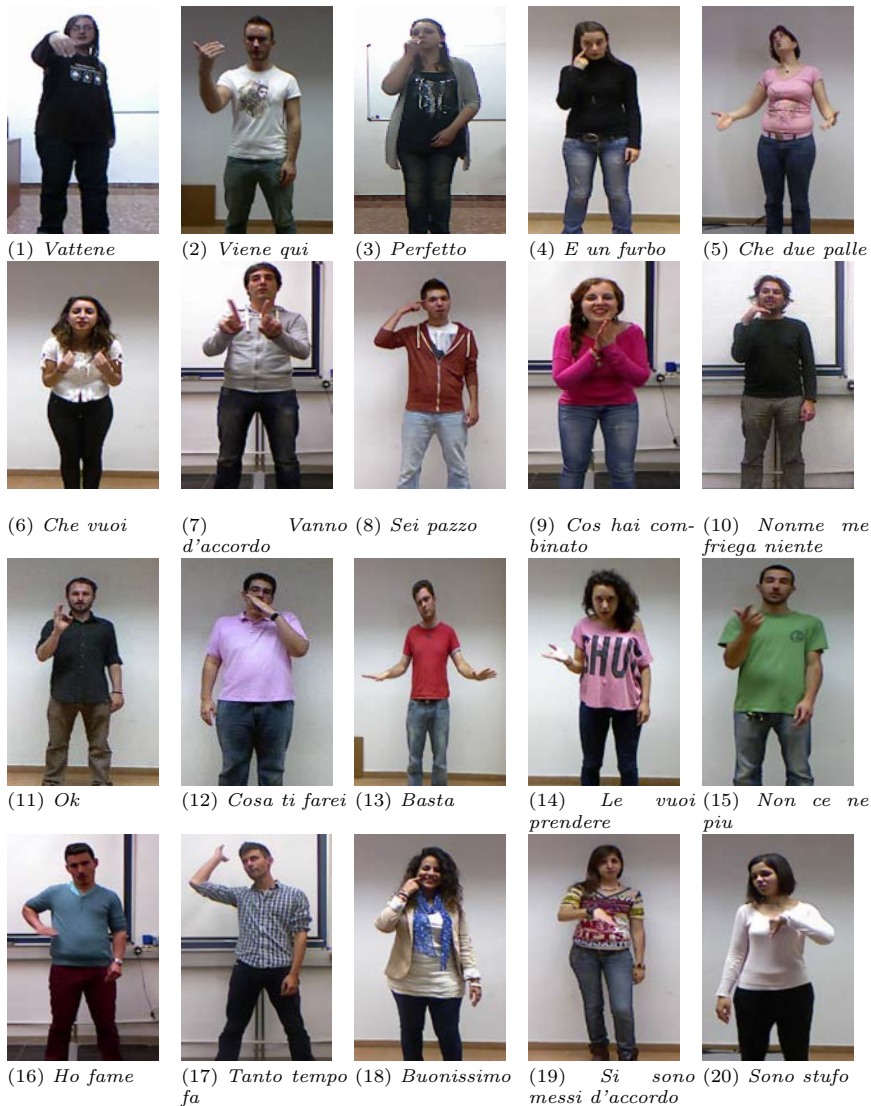 (1) Vattene
(2) Viene qui
(3) Perfetto
(4) E un furbo
(5) Che due palle
(6) Che vuoi
(7) Vanno
d'accordo
(8) Sei pazzo
(9) Cos hai com-
binato
(10) Nonme me
friega niente
(11) Ok
(12) Cosa ti farei
(13) Basta
SHUT
(14) Le vuoi
prendere
(15) Non ce ne
piu
(16) Ho fame
(17) Tanto tempo
fa
(18) Buonissimo
(19) Si sono
messi d'accordo
(20) Sono stufo